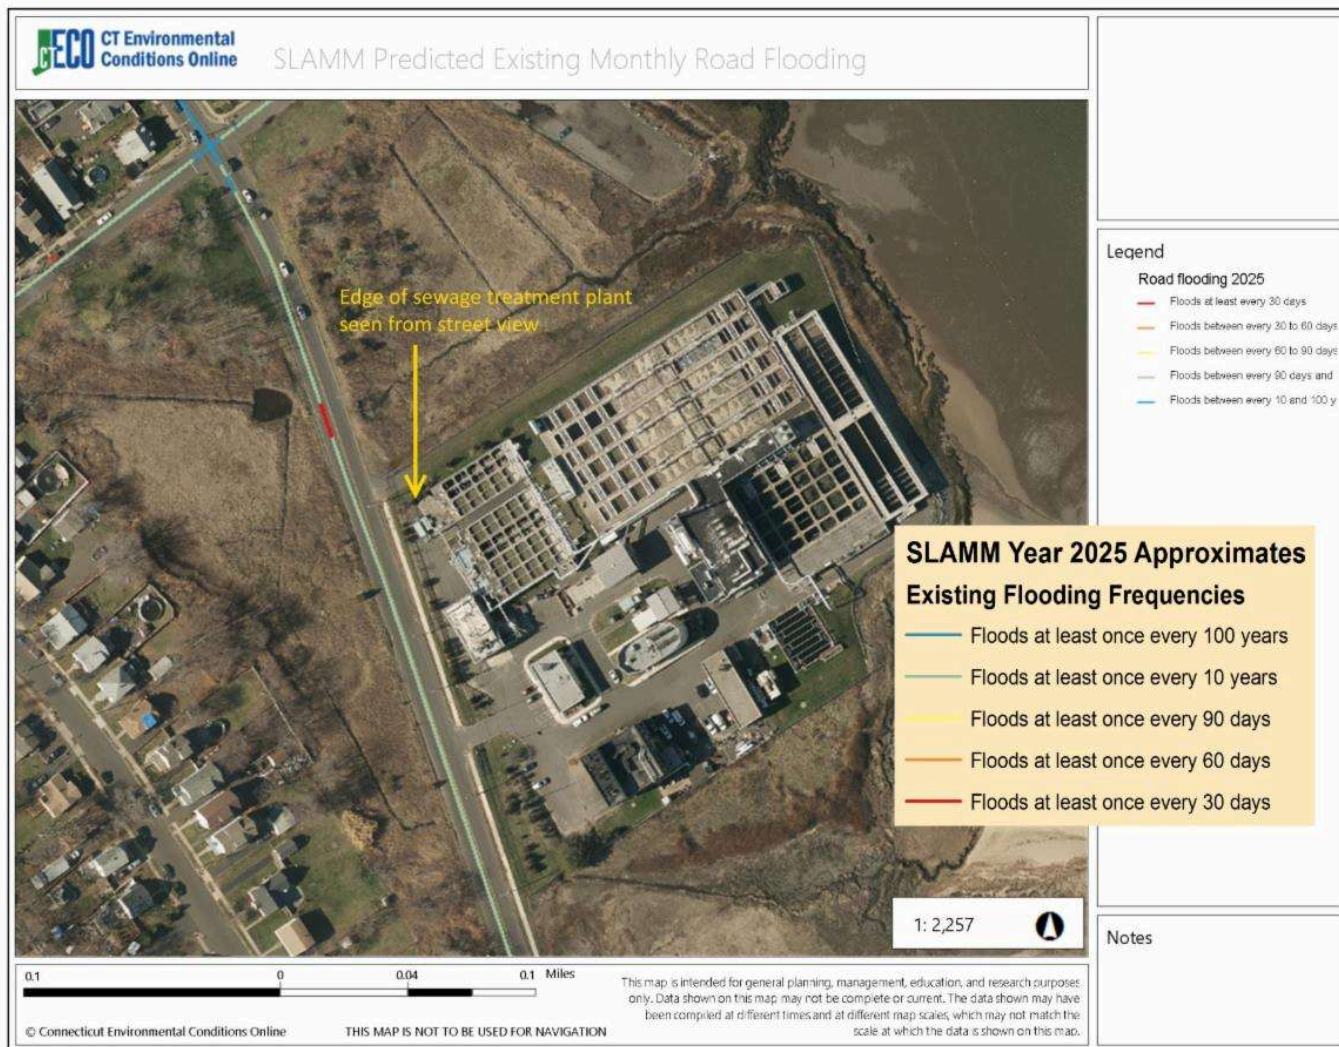 CT ECO CT Environmental
Conditions Online
SLAMM Predicted Existing Monthly Road Flooding
Edge of sewage treatment plant
seen from street view
Legend
Road flooding 2025
Floods at least every 30 days
Floods between every 30 to 60 days
Floods between every 60 to 90 days
Floods between every 90 days and
Floods between every 10 and 100 y
SLAMM Year 2025 Approximates
Existing Flooding Frequencies
Floods at least once every 100 years
Floods at least once every 10 years
Floods at least once every 90 days
Floods at least once every 60 days
Floods at least once every 30 days
1: 2,257
Notes
0.1 0 0.04 0.1 Miles
© Connecticut Environmental Conditions Online
THIS MAP IS NOT TO BE USED FOR NAVIGATION
This map is intended for general planning, management, education, and research purposes
only. Data shown on this map may not be complete or current. The data shown may have
been compiled at different times and at different map scales, which may not match the
scale at which the data is shown on this map.